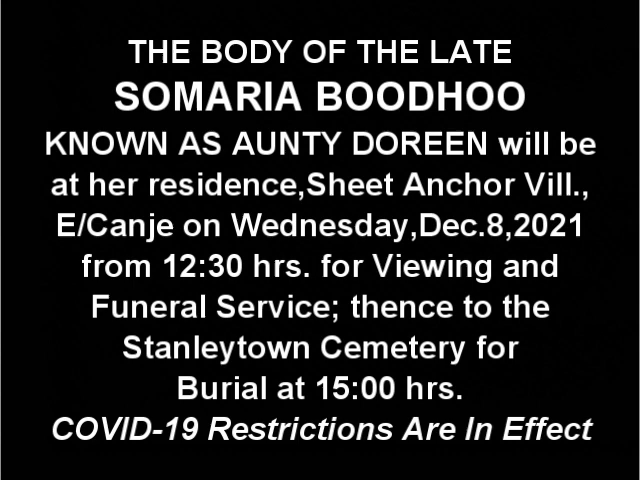 THE BODY OF THE LATE
SOMARIA BOODHOO
KNOWN AS AUNTY DOREEN will be
at her residence,Sheet Anchor Vill.,
E/Canje on Wednesday,Dec.8,2021
from 12:30 hrs. for Viewing and
Funeral Service; thence to the
Stanleytown Cemetery for
Burial at 15:00 hrs.
COVID-19 Restrictions Are In Effect